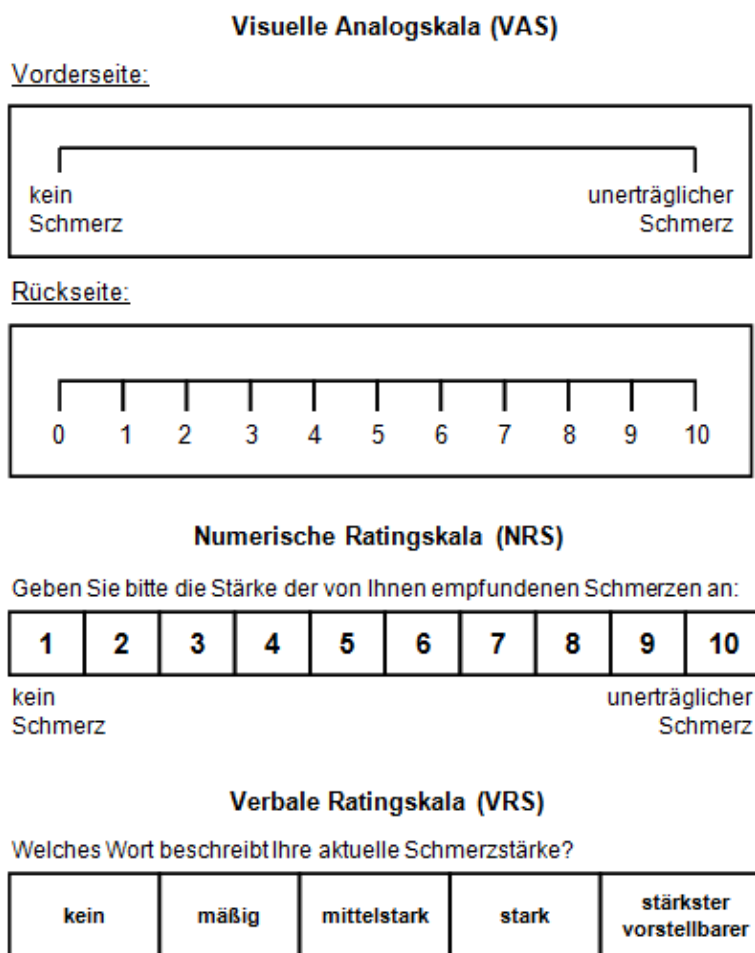 Visuelle Analogskala (VAS)
Vorderseite:
kein unerträglicher
Schmerz Schmerz
Rückseite:
0 1 2 3 4 5 6 7 8 9 10
Numerische Ratingskala (NRS)
Geben Sie bitte die Stärke der von Ihnen empfundenen Schmerzen an:
1 2 3 4 5 6 7 8 9 10
kein unerträglicher
Schmerz Schmerz
Verbale Ratingskala (VRS)
Welches Wort beschreibt Ihre aktuelle Schmerzstärke?
kein mäßig mittelstark stark stärkster
vorstellbarer